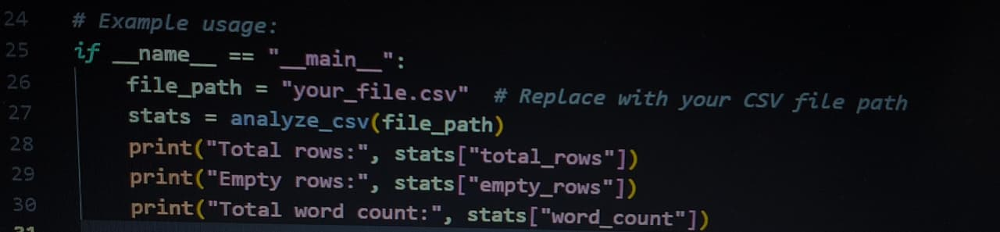 24 # Example usage:
25 if __name__ == "__main__":
26 file_path = "your_file.csv" # Replace with your CSV file path
27 stats = analyze_csv(file_path)
28 print("Total rows:", stats["total_rows"])
29 print("Empty rows:", stats["empty_rows"])
30 print("Total word count:", stats["word_count"])
31